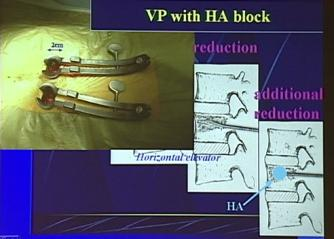 VP with HA block
2cm
reduction
additional
reduction
Horizontal elevator
HA